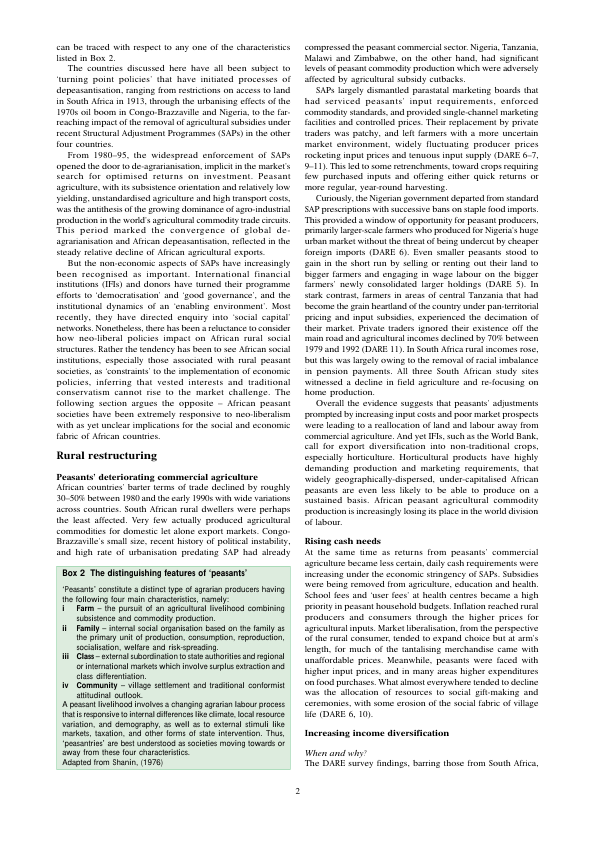 can be traced with respect to any one of the characteristics
listed in Box 2.
The countries discussed here have all been subject to
‘turning point policies’ that have initiated processes of
depeasantisation, ranging from restrictions on access to land
in South Africa in 1913, through the urbanising effects of the
1970s oil boom in Congo-Brazzaville and Nigeria, to the far-
reaching impact of the removal of agricultural subsidies under
recent Structural Adjustment Programmes (SAPs) in the other
four countries.
From 1980–95, the widespread enforcement of SAPs
opened the door to de-agrarianisation, implicit in the market's
search for optimised returns on investment. Peasant
agriculture, with its subsistence orientation and relatively low
yielding, unstandardised agriculture and high transport costs,
was the antithesis of the growing dominance of agro-industrial
production in the world's agricultural commodity trade circuits.
This period marked the convergence of global de-
agrarianisation and African depeasantisation, reflected in the
steady relative decline of African agricultural exports.
But the non-economic aspects of SAPs have increasingly
been recognised as important. International financial
institutions (IFIs) and donors have turned their programme
efforts to ‘democratisation’ and ‘good governance’, and the
institutional dynamics of an ‘enabling environment’. Most
recently, they have directed enquiry into ‘social capital’
networks. Nonetheless, there has been a reluctance to consider
how neo-liberal policies impact on African rural social
structures. Rather the tendency has been to see African social
institutions, especially those associated with rural peasant
societies, as ‘constraints’ to the implementation of economic
policies, inferring that vested interests and traditional
conservatism cannot rise to the market challenge. The
following section argues the opposite – African peasant
societies have been extremely responsive to neo-liberalism
with as yet unclear implications for the social and economic
fabric of African countries.
Rural restructuring
Peasants' deteriorating commercial agriculture
African countries' barter terms of trade declined by roughly
30–50% between 1980 and the early 1990s with wide variations
across countries. South African rural dwellers were perhaps
the least affected. Very few actually produced agricultural
commodities for domestic let alone export markets. Congo-
Brazzaville's small size, recent history of political instability,
and high rate of urbanisation predating SAP had already
Box 2 The distinguishing features of ‘peasants’
‘Peasants’ constitute a distinct type of agrarian producers having
the following four main characteristics, namely:
i Farm – the pursuit of an agricultural livelihood combining
subsistence and commodity production.
ii Family – internal social organisation based on the family as
the primary unit of production, consumption, reproduction,
socialisation, welfare and risk-spreading.
iii Class – external subordination to state authorities and regional
or international markets which involve surplus extraction and
class differentiation.
iv Community – village settlement and traditional conformist
attitudinal outlook.
A peasant livelihood involves a changing agrarian labour process
that is responsive to internal differences like climate, local resource
variation, and demography, as well as to external stimuli like
markets, taxation, and other forms of state intervention. Thus,
‘peasantries’ are best understood as societies moving towards or
away from these four characteristics.
Adapted from Shanin, (1976)
compressed the peasant commercial sector. Nigeria, Tanzania,
Malawi and Zimbabwe, on the other hand, had significant
levels of peasant commodity production which were adversely
affected by agricultural subsidy cutbacks.
SAPs largely dismantled parastatal marketing boards that
had serviced peasants' input requirements, enforced
commodity standards, and provided single-channel marketing
facilities and controlled prices. Their replacement by private
traders was patchy, and left farmers with a more uncertain
market environment, widely fluctuating producer prices
rocketing input prices and tenuous input supply (DARE 6–7,
9–11). This led to some retrenchments, toward crops requiring
few purchased inputs and offering either quick returns or
more regular, year-round harvesting.
Curiously, the Nigerian government departed from standard
SAP prescriptions with successive bans on staple food imports.
This provided a window of opportunity for peasant producers,
primarily larger-scale farmers who produced for Nigeria's huge
urban market without the threat of being undercut by cheaper
foreign imports (DARE 6). Even smaller peasants stood to
gain in the short run by selling or renting out their land to
bigger farmers and engaging in wage labour on the bigger
farmers' newly consolidated larger holdings (DARE 5). In
stark contrast, farmers in areas of central Tanzania that had
become the grain heartland of the country under pan-territorial
pricing and input subsidies, experienced the decimation of
their market. Private traders ignored their existence off the
main road and agricultural incomes declined by 70% between
1979 and 1992 (DARE 11). In South Africa rural incomes rose,
but this was largely owing to the removal of racial imbalance
in pension payments. All three South African study sites
witnessed a decline in field agriculture and re-focusing on
home production.
Overall the evidence suggests that peasants' adjustments
prompted by increasing input costs and poor market prospects
were leading to a reallocation of land and labour away from
commercial agriculture. And yet IFIs, such as the World Bank,
call for export diversification into non-traditional crops,
especially horticulture. Horticultural products have highly
demanding production and marketing requirements, that
widely geographically-dispersed, under-capitalised African
peasants are even less likely to be able to produce on a
sustained basis. African peasant agricultural commodity
production is increasingly losing its place in the world division
of labour.
Rising cash needs
At the same time as returns from peasants' commercial
agriculture became less certain, daily cash requirements were
increasing under the economic stringency of SAPs. Subsidies
were being removed from agriculture, education and health.
School fees and ‘user fees’ at health centres became a high
priority in peasant household budgets. Inflation reached rural
producers and consumers through the higher prices for
agricultural inputs. Market liberalisation, from the perspective
of the rural consumer, tended to expand choice but at arm's
length, for much of the tantalising merchandise came with
unaffordable prices. Meanwhile, peasants were faced with
higher input prices, and in many areas higher expenditures
on food purchases. What almost everywhere tended to decline
was the allocation of resources to social gift-making and
ceremonies, with some erosion of the social fabric of village
life (DARE 6, 10).
Increasing income diversification
When and why?
The DARE survey findings, barring those from South Africa,
2